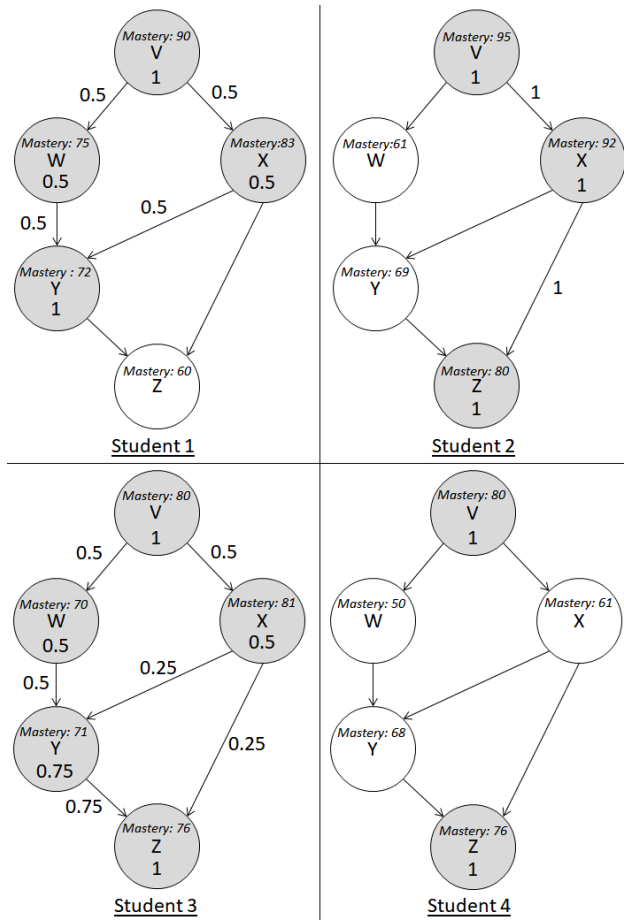 Mastery: 90
V
1
0.5
0.5
Mastery: 75
W
0.5
Mastery:83
X
0.5
0.5
0.5
Mastery : 72
Y
1
Mastery: 60
Z
Student 1
Mastery: 95
V
1
1
Mastery:61
W
Mastery: 92
X
1
Mastery: 69
Y
1
Mastery: 80
Z
1
Student 2
Mastery: 80
V
1
0.5
0.5
Mastery: 70
W
0.5
Mastery: 81
X
0.5
0.5
0.25
Mastery: 71
Y
0.75
0.25
0.75
Mastery: 76
Z
1
Student 3
Mastery: 80
V
1
Mastery: 50
W
Mastery: 61
X
Mastery: 68
Y
Mastery: 76
Z
1
Student 4